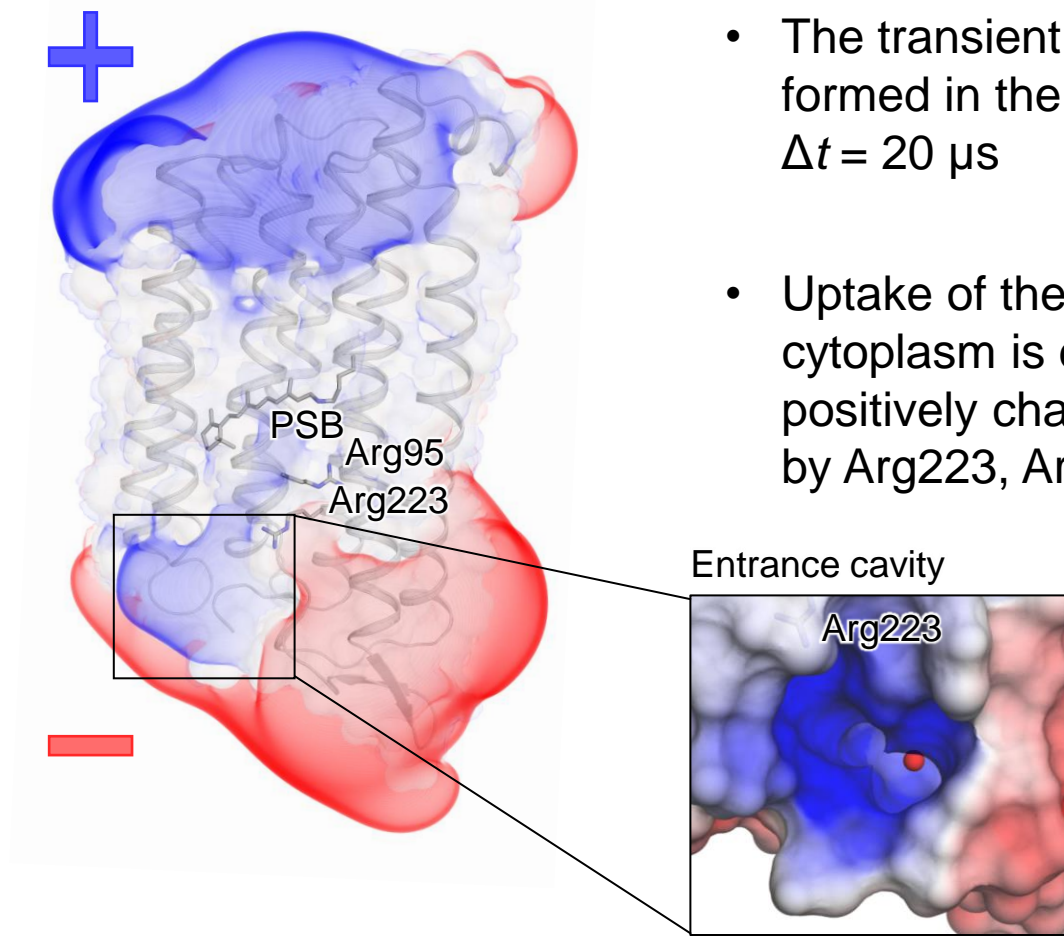 • The transient
formed in the
Δt = 20 μs
• Uptake of the
cytoplasm is
positively cha
by Arg223, Ar
PSB
Arg95
Arg223
Entrance cavity
Arg223